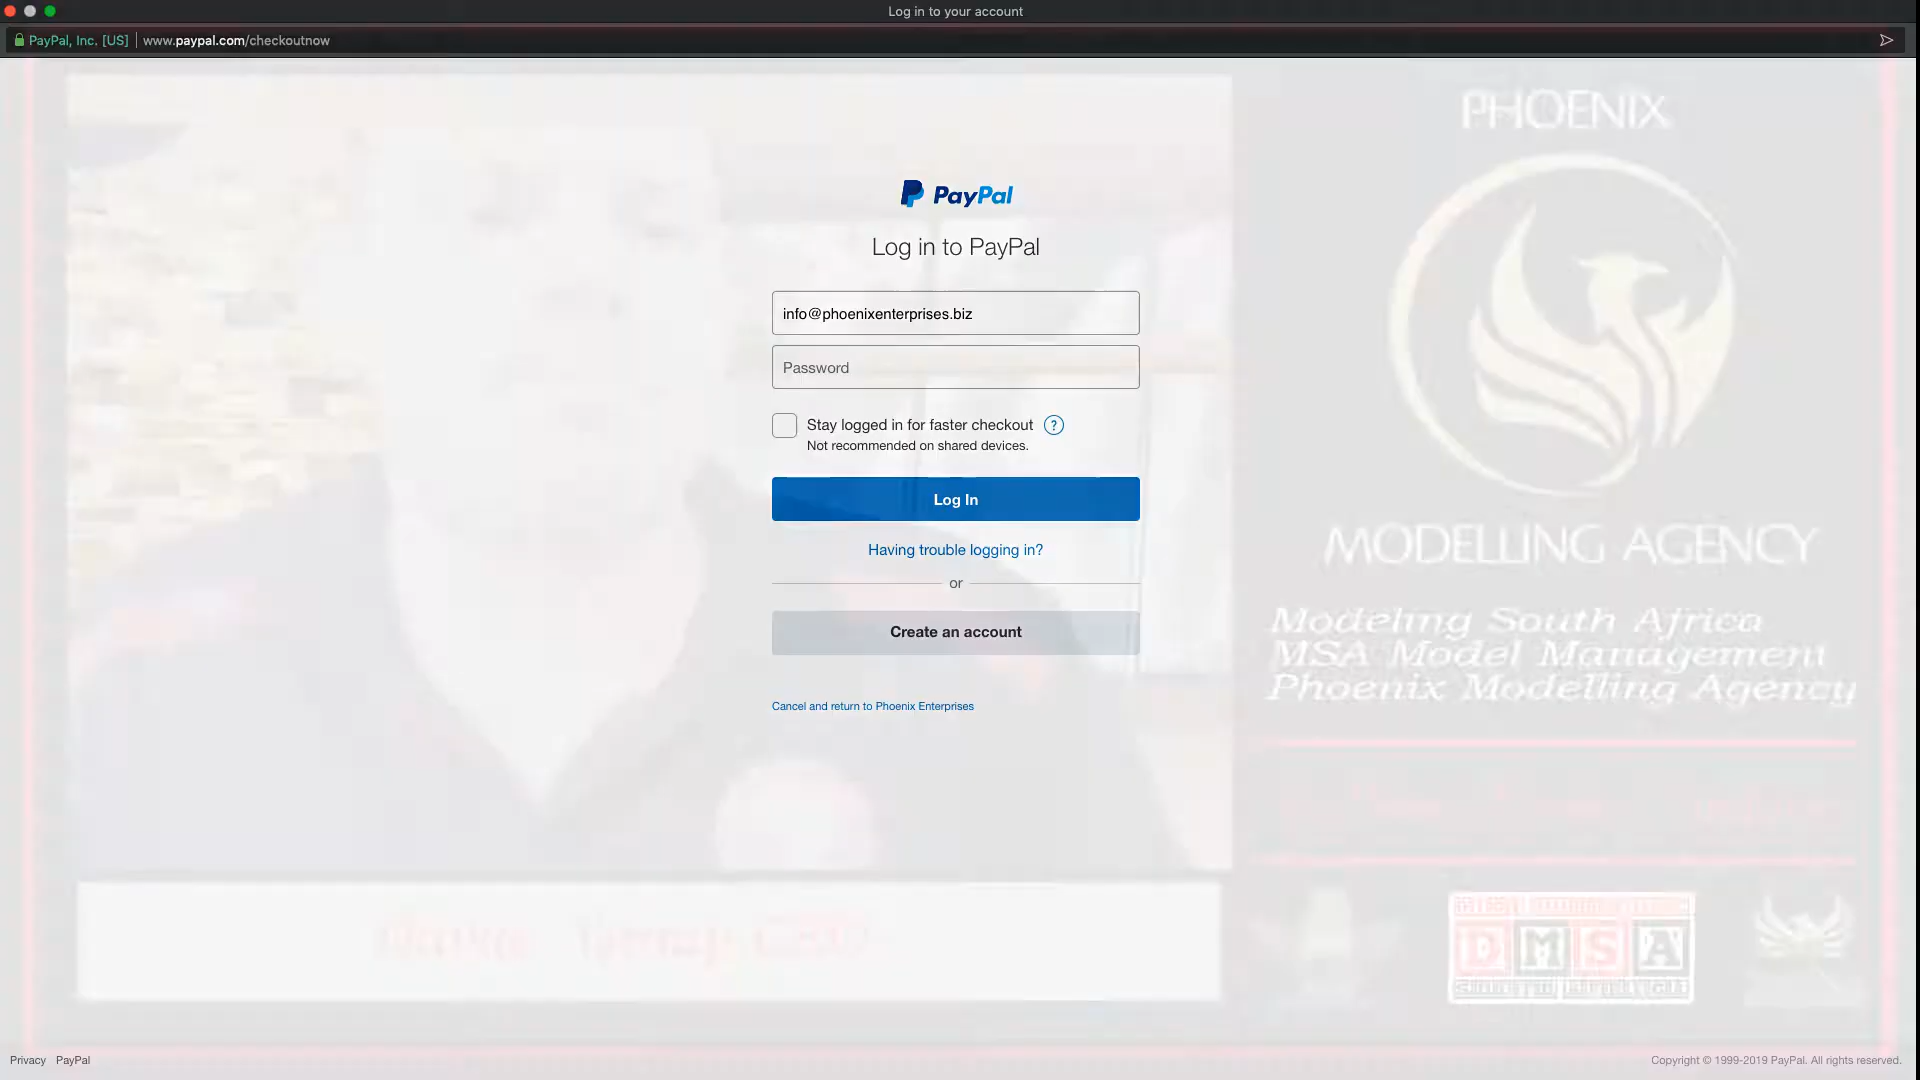 Log in to your account
PayPal, Inc. [US] www.paypal.com/checkoutnow
PHOENIX
PayPal
Log in to PayPal
info@phoenixenterprises.biz
Password
Stay logged in for faster checkout ?
Not recommended on shared devices.
Log In
Having trouble logging in?
or
Create an account
Cancel and return to Phoenix Enterprises
MODELLING AGENCY
Modeling South Africa
MSA Model Management
Phoenix Modelling Agency
DMSA
Privacy PayPal
Copyright © 1999-2019 PayPal. All rights reserved.